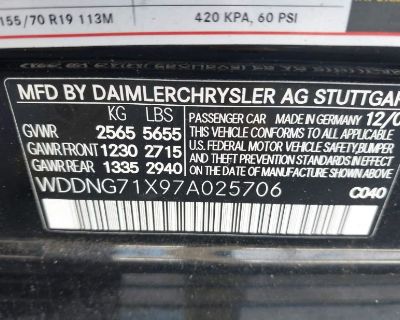 155/70 R19 113M 420 KPA, 60 PSI
MFD BY DAIMLERCHRYSLER AG STUTTGAR
KG LBS
GVWR 2565 5655
GAWR FRONT 1230 2715
GAWR REAR 1335 2940
PASSENGER CAR MADE IN GERMANY 12/0
THIS VEHICLE CONFORMS TO ALL APPLICABLE
U.S. FEDERAL MOTOR VEHICLE SAFETY, BUMPER
AND THEFT PREVENTION STANDARDS IN EFFECT
ON THE DATE OF MANUFACTURE SHOWN ABOVE.
WDDNG71X97A025706 C040